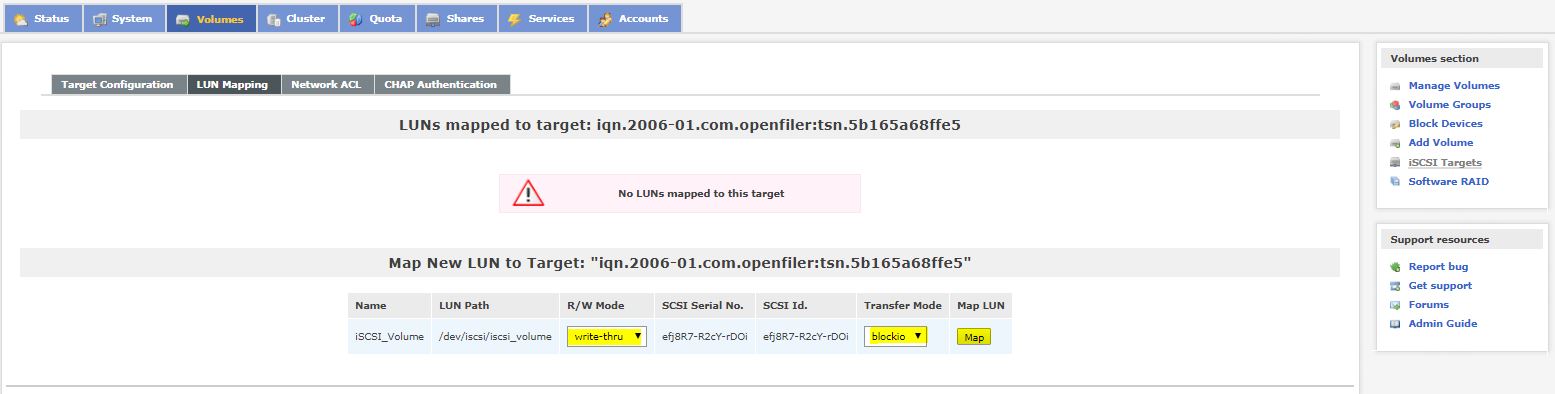 Status System Volumes Cluster Quota Shares Services Accounts
Target Configuration LUN Mapping Network ACL CHAP Authentication
LUNs mapped to target: iqn.2006-01.com.openfiler:tsn.5b165a68ffe5
No LUNs mapped to this target
Map New LUN to Target: "iqn.2006-01.com.openfiler:tsn.5b165a68ffe5"
Name LUN Path R/W Mode SCSI Serial No. SCSI Id. Transfer Mode Map LUN
iSCSI_Volume /dev/iscsi/iscsi_volume write-thru efj8R7-R2cY-rDOi efj8R7-R2cY-rDOi blockio Map
Volumes section
Manage Volumes
Volume Groups
Block Devices
Add Volume
iSCSI Targets
Software RAID
Support resources
Report bug
Get support
Forums
Admin Guide